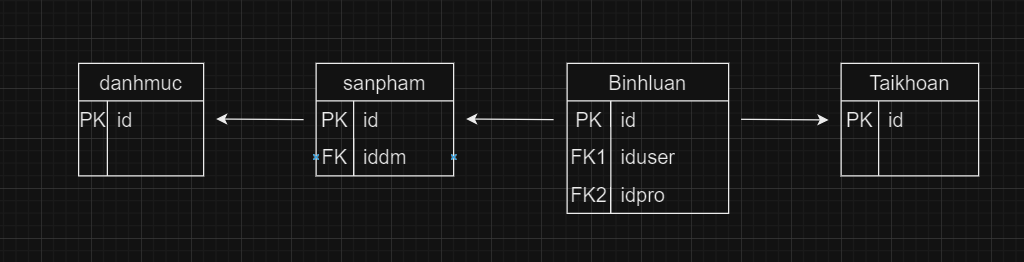 danhmuc
PK id
sanpham
PK id
FK iddm
Binhluan
PK id
FK1 iduser
FK2 idpro
Taikhoan
PK id